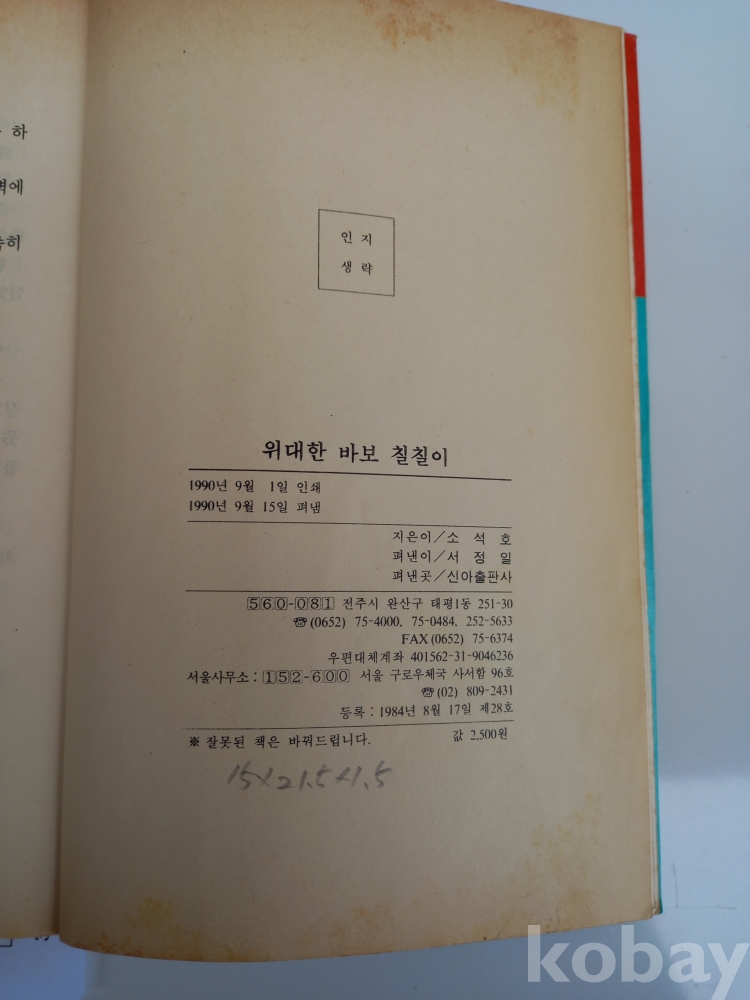 하
벽에
인 지
생 략
위대한 바보 칠칠이
1990년 9월 1일 인쇄
1990년 9월 15일 펴냄
지은이/소 석 호
펴낸이/서 정 일
펴낸곳/신아출판사
560-081 전주시 완산구 태평1동 251-30
☎(0652) 75-4000. 75-0484. 252-5633
FAX(0652) 75-6374
우편대체계좌 401562-31-9046236
서울사무소 : 152-600 서울 구로우체국 사서함 96호
☎(02) 809-2431
등록 : 1984년 8월 17일 제28호
※ 잘못된 책은 바꿔드립니다. 값 2,500원
15×21.5×1.5
kobay